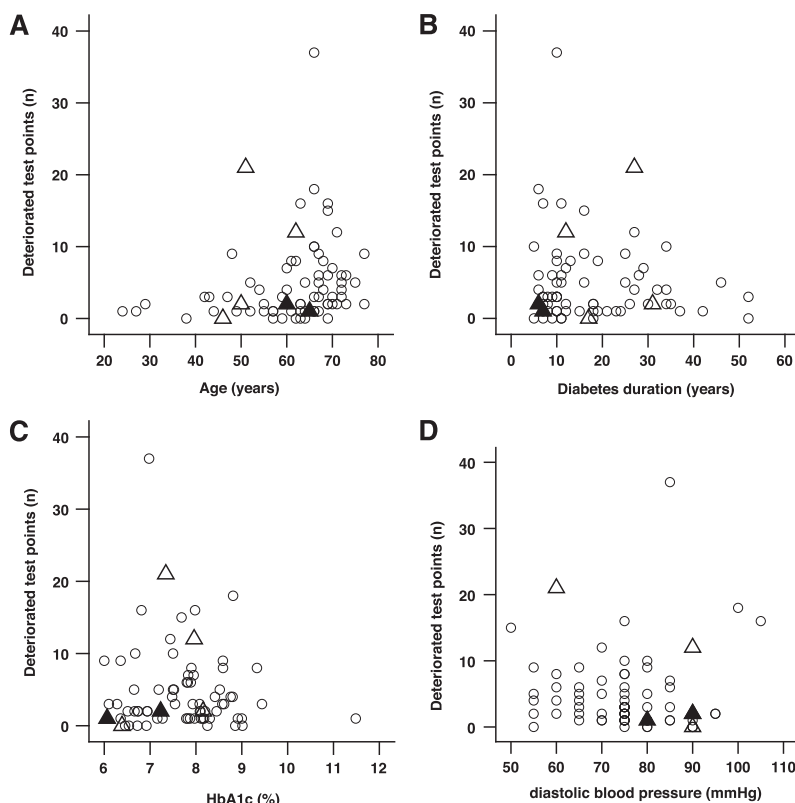 A
Deteriorated test points (n)
40
30
20
10
0
20 30 40 50 60 70 80
Age (years)
B
Deteriorated test points (n)
40
30
20
10
0
0 10 20 30 40 50 60
Diabetes duration (years)
C
Deteriorated test points (n)
40
30
20
10
0
6 7 8 9 10 11 12
HbA1c (%)
D
Deteriorated test points (n)
40
30
20
10
0
50 60 70 80 90 100 110
diastolic blood pressure (mmHg)